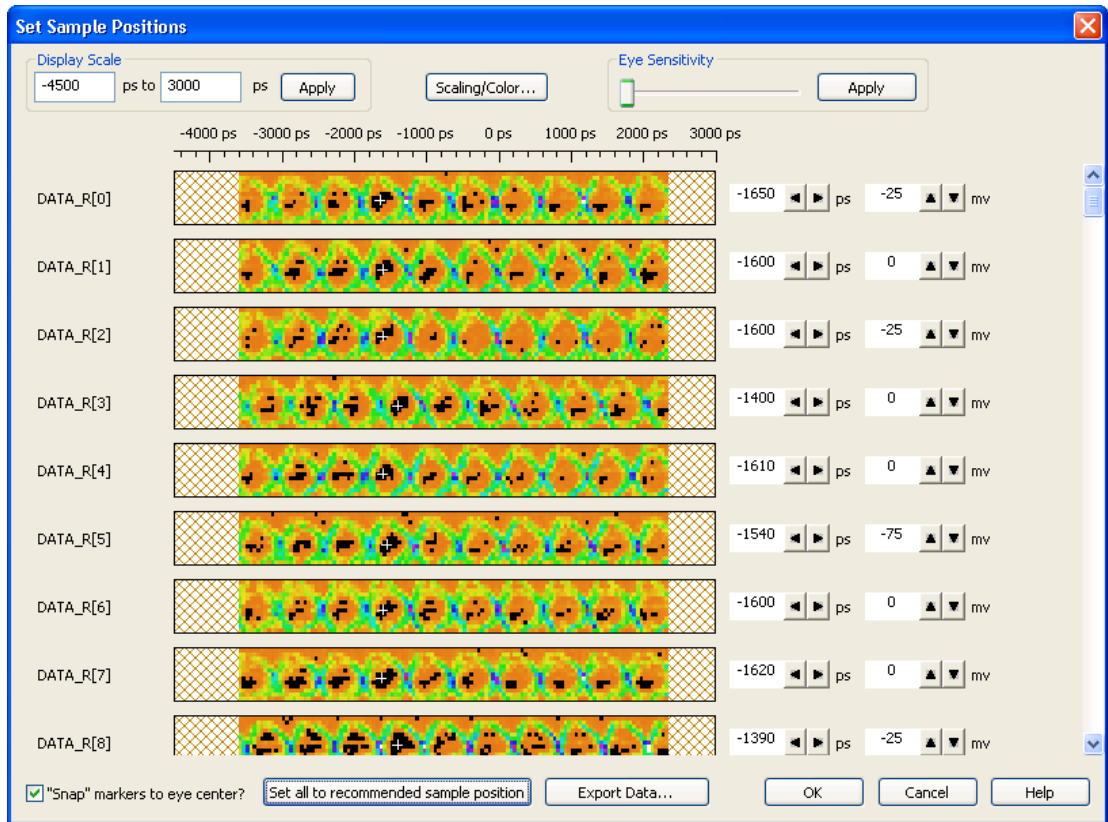 Set Sample Positions
Display Scale
-4500 ps to 3000 ps Apply
Scaling/Color...
Eye Sensitivity
Apply
-4000 ps -3000 ps -2000 ps -1000 ps 0 ps 1000 ps 2000 ps 3000 ps
DATA_R[0] -1650 ps -25 mv
DATA_R[1] -1600 ps 0 mv
DATA_R[2] -1600 ps -25 mv
DATA_R[3] -1400 ps 0 mv
DATA_R[4] -1610 ps 0 mv
DATA_R[5] -1540 ps -75 mv
DATA_R[6] -1600 ps 0 mv
DATA_R[7] -1620 ps 0 mv
DATA_R[8] -1390 ps -25 mv
"Snap" markers to eye center? Set all to recommended sample position Export Data... OK Cancel Help